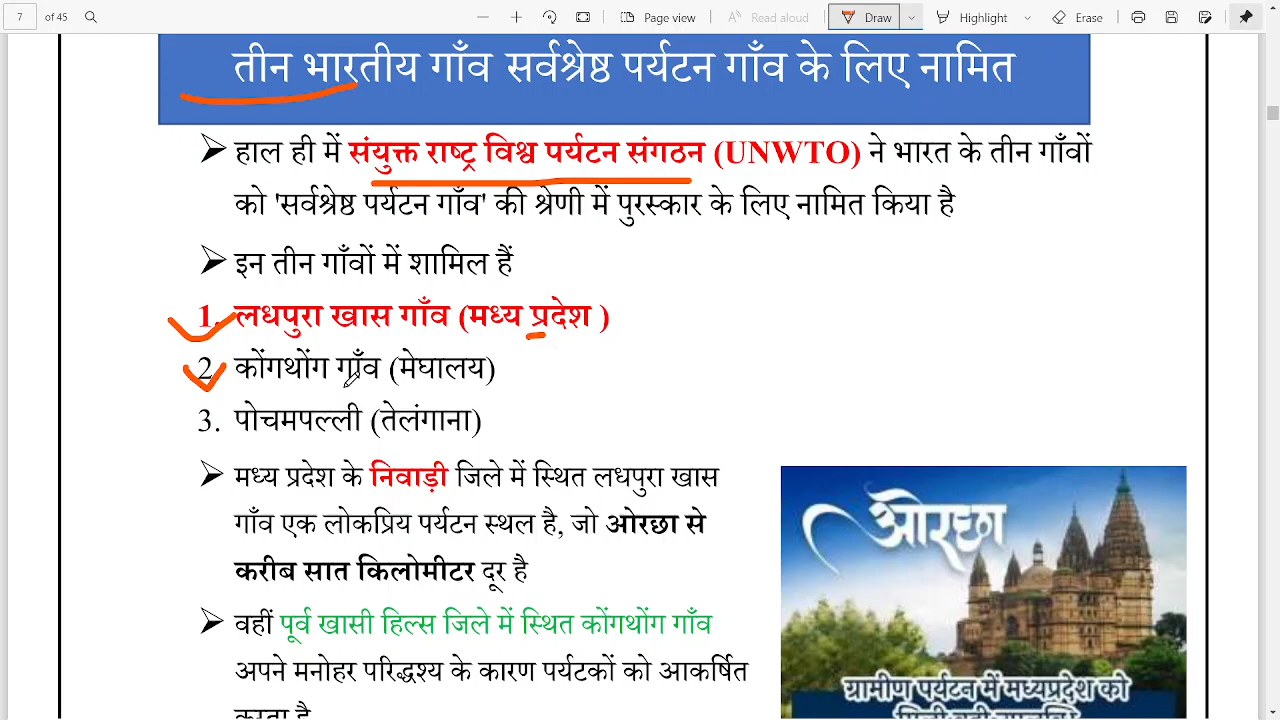 7 of 45 Page view Read aloud Draw Highlight Erase
तीन भारतीय गाँव सर्वश्रेष्ठ पर्यटन गाँव के लिए नामित
हाल ही में संयुक्त राष्ट्र विश्व पर्यटन संगठन (UNWTO) ने भारत के तीन गाँवों
को 'सर्वश्रेष्ठ पर्यटन गाँव' की श्रेणी में पुरस्कार के लिए नामित किया है
इन तीन गाँवों में शामिल हैं
1. लधपुरा खास गाँव (मध्य प्रदेश )
2. कोंगथोंग गाँव (मेघालय)
3. पोचमपल्ली (तेलंगाना)
मध्य प्रदेश के निवाड़ी जिले में स्थित लधपुरा खास
गाँव एक लोकप्रिय पर्यटन स्थल है, जो ओरछा से
करीब सात किलोमीटर दूर है
वहीं पूर्व खासी हिल्स जिले में स्थित कोंगथोंग गाँव
अपने मनोहर परिद्धश्य के कारण पर्यटकों को आकर्षित
करता है
ओरछा
ग्रामीण पर्यटन में मध्यप्रदेश को